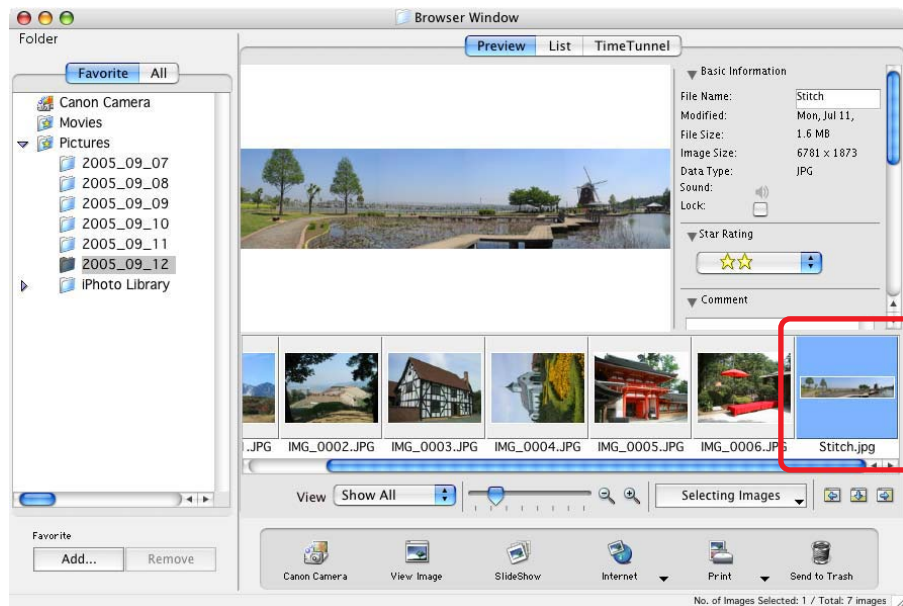 Browser Window
Folder
Favorite All
Canon Camera
Movies
Pictures
2005_09_07
2005_09_08
2005_09_09
2005_09_10
2005_09_11
2005_09_12
iPhoto Library
Favorite
Add... Remove
Preview List TimeTunnel
Basic Information
File Name: Stitch
Modified: Mon, Jul 11,
File Size: 1.6 MB
Image Size: 6781 x 1873
Data Type: JPG
Sound:
Lock:
Star Rating
Comment
1.JPG IMG_0002.JPG IMG_0003.JPG IMG_0004.JPG IMG_0005.JPG IMG_0006.JPG Stitch.jpg
View Show All Selecting Images
Canon Camera View Image SlideShow Internet Print Send to Trash
No. of Images Selected: 1 / Total: 7 images